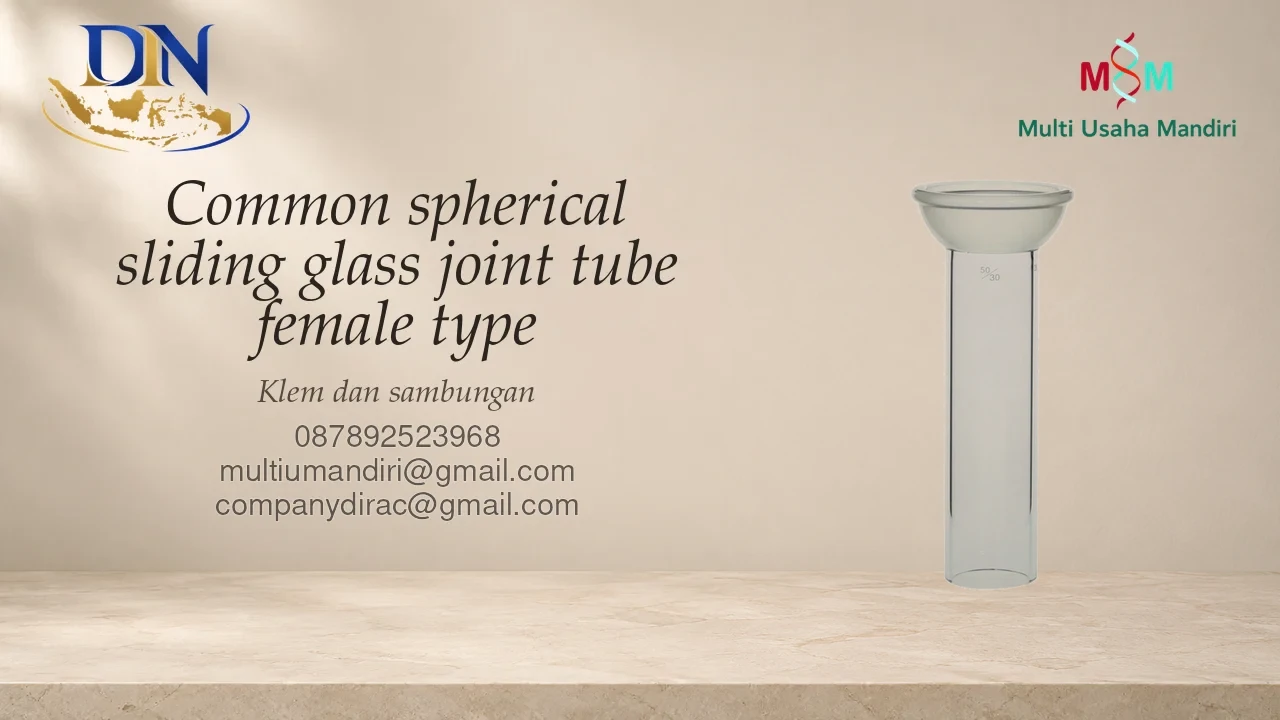 DN
M M
Multi Usaha Mandiri
Common spherical
sliding glass joint tube
female type
Klem dan sambungan
087892523968
multiumandiri@gmail.com
companydirac@gmail.com
50/30